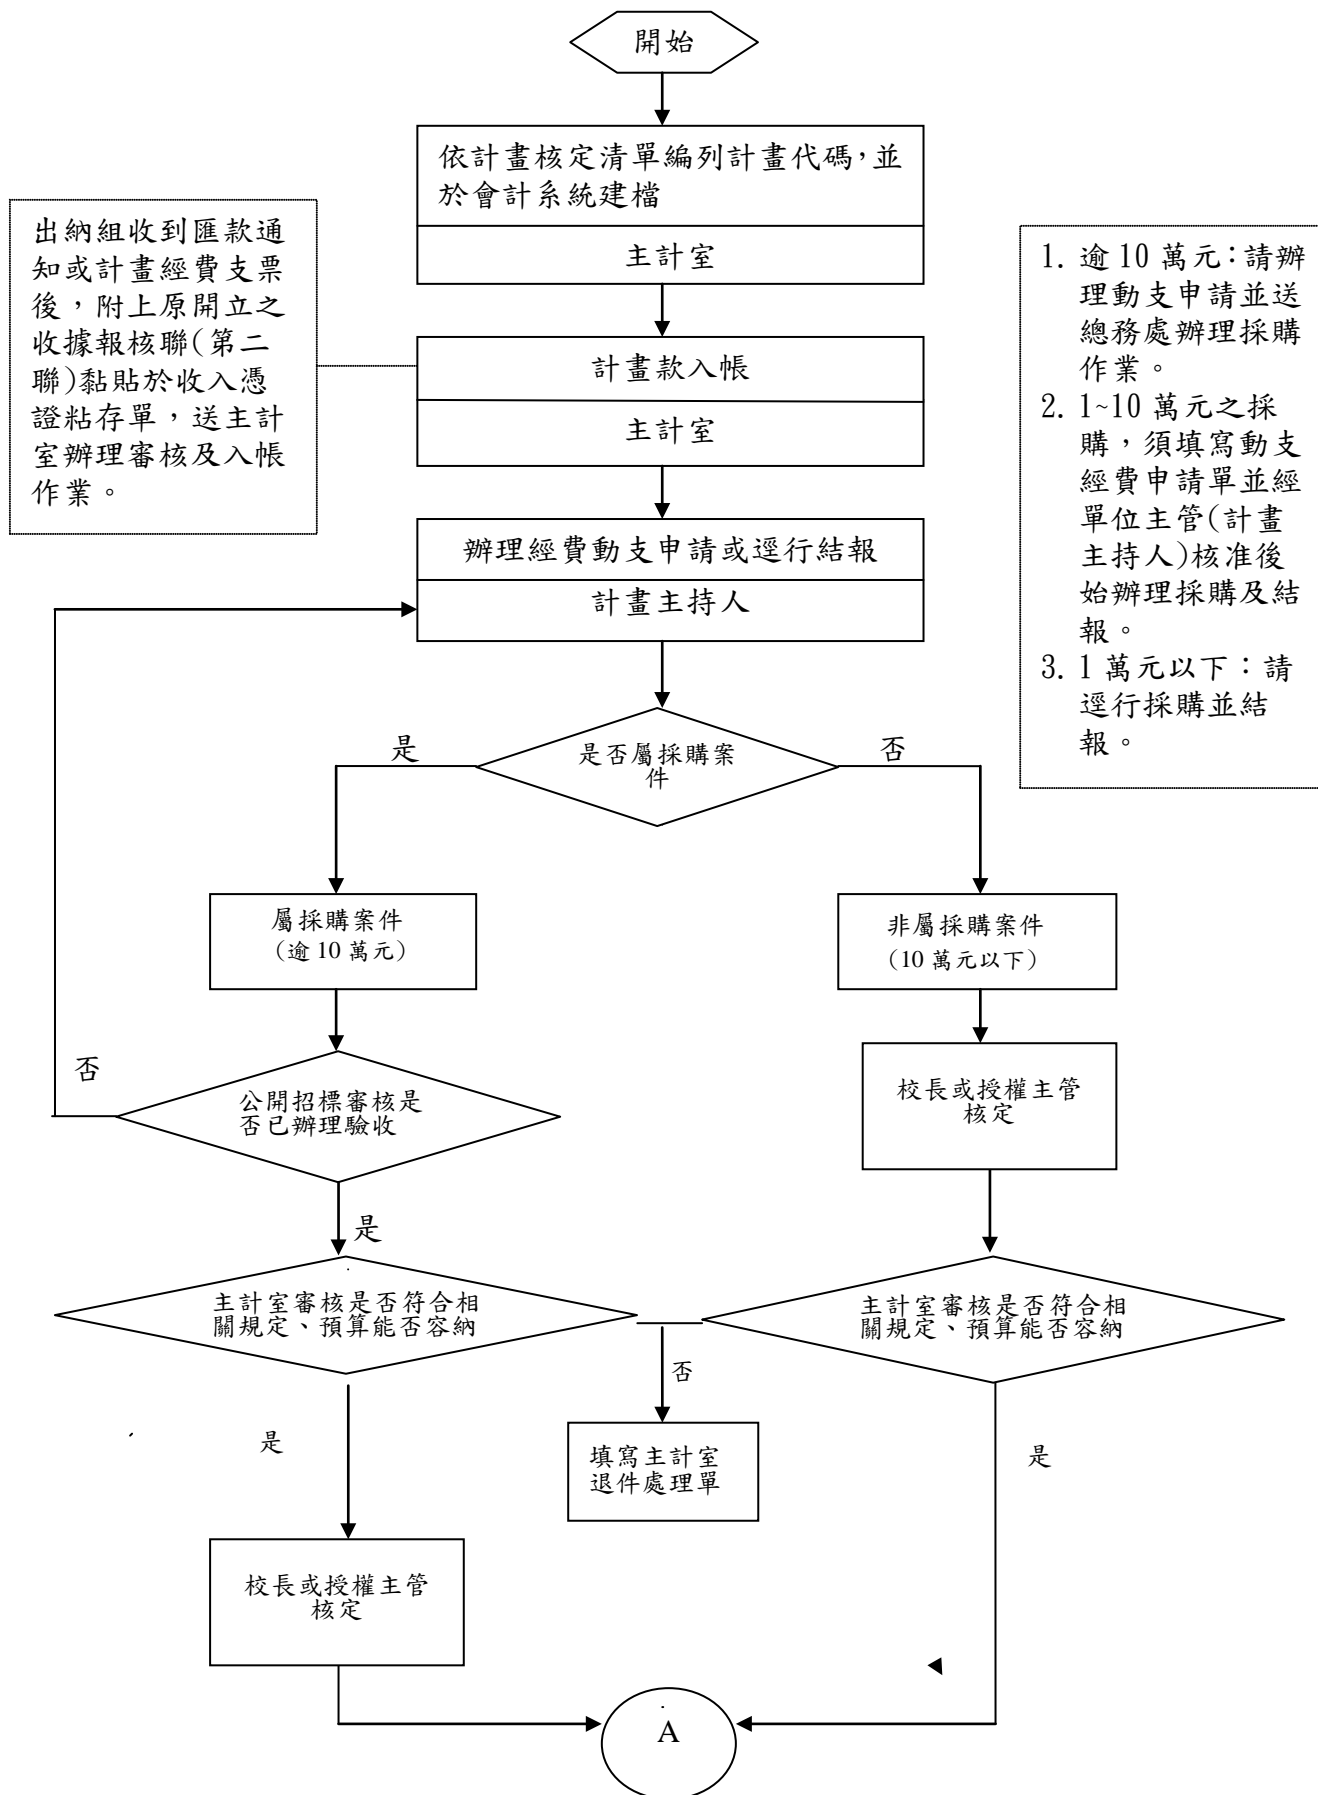 開始
依計畫核定清單編列計畫代碼，並
於會計系統建檔
主計室
出納組收到匯款通
知或計畫經費支票
後，附上原開立之
收據報核聯(第二
聯)黏貼於收入憑
證粘存單，送主計
室辦理審核及入帳
作業。
計畫款入帳
主計室
1. 逾 10 萬元：請辦
理動支申請並送
總務處辦理採購
作業。
2. 1~10 萬元之採
購，須填寫動支
經費申請單並經
單位主管(計畫
主持人)核准後
始辦理採購及結
報。
3. 1 萬元以下：請
逕行採購並結
報。
辦理經費動支申請或逕行結報
計畫主持人
是否屬採購案
件
是
否
屬採購案件
（逾 10 萬元）
非屬採購案件
（10 萬元以下）
公開招標審核是
否已辦理驗收
否
是
校長或授權主管
核定
主計室審核是否符合相
關規定、預算能否容納
主計室審核是否符合相
關規定、預算能否容納
否
是
是
填寫主計室
退件處理單
校長或授權主管
核定
A